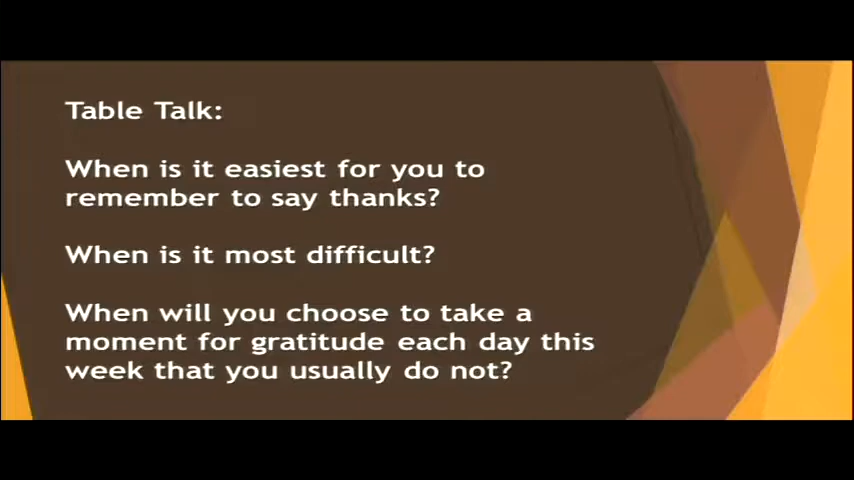 Table Talk:
When is it easiest for you to
remember to say thanks?
When is it most difficult?
When will you choose to take a
moment for gratitude each day this
week that you usually do not?